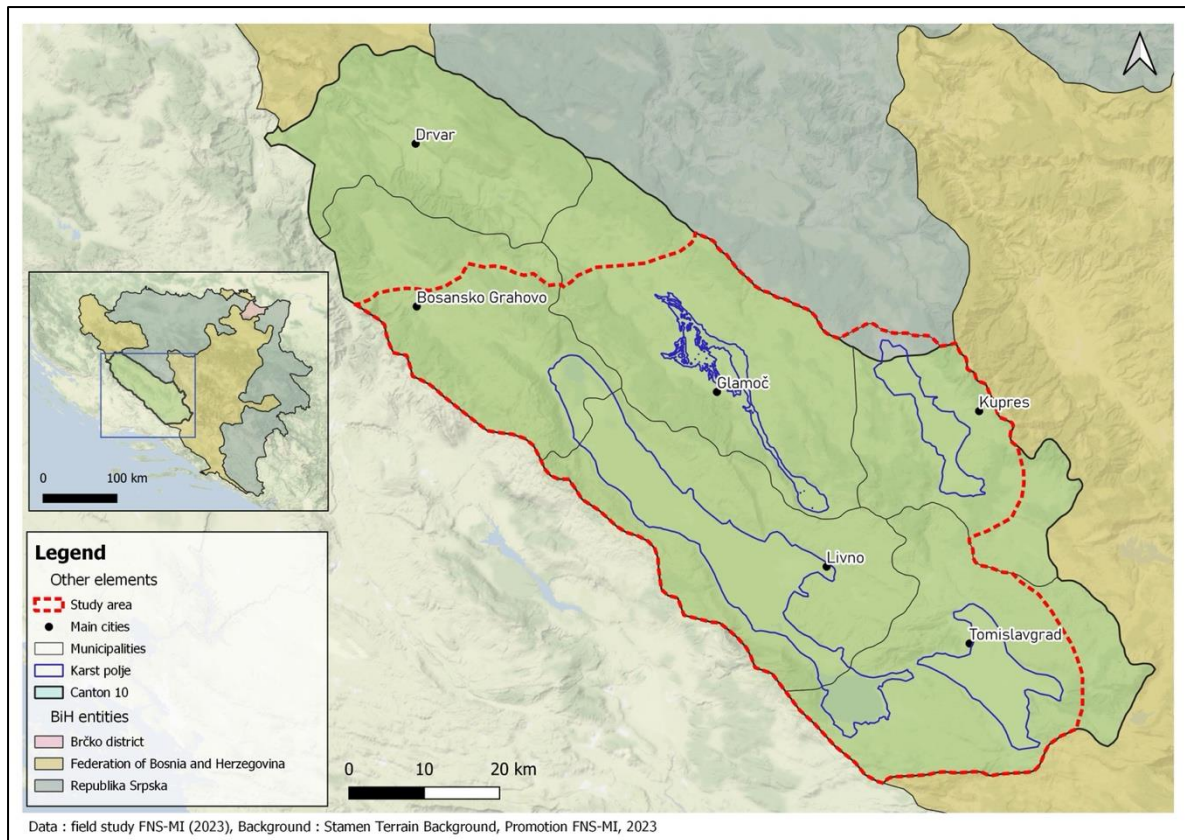 Drvar
Bosansko Grahovo
Glamoč
Kupres
Livno
Tomislavgrad
0 100 km
Legend
Other elements
Study area
Main cities
Municipalities
Karst polje
Canton 10
BiH entities
Brčko district
Federation of Bosnia and Herzegovina
Republika Srpska
0 10 20 km
Data : field study FNS-MI (2023), Background : Stamen Terrain Background, Promotion FNS-MI, 2023